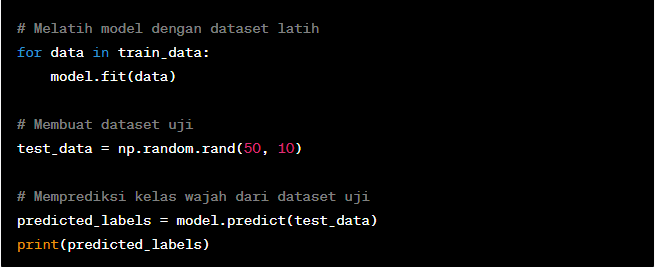 # Melatih model dengan dataset latih
for data in train_data:
    model.fit(data)
# Membuat dataset uji
test_data = np.random.rand(50, 10)
# Memprediksi kelas wajah dari dataset uji
predicted_labels = model.predict(test_data)
print(predicted_labels)